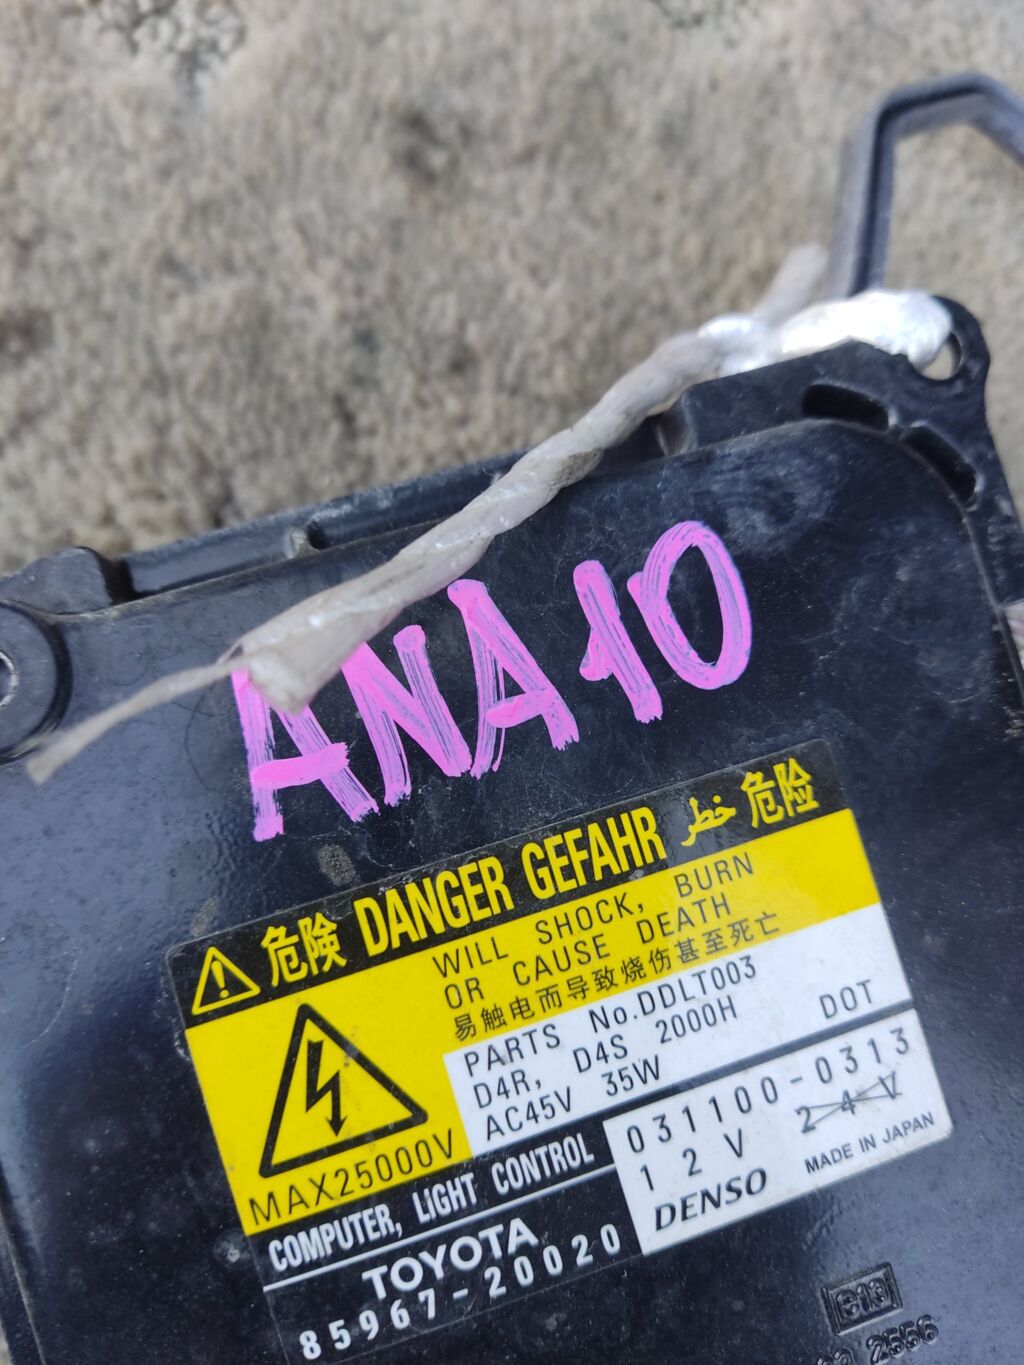 ANA10
危険 DANGER GEFAHR خطر 危险
WILL SHOCK, BURN
OR CAUSE DEATH
易触电而导致烧伤甚至死亡
MAX25000V
PARTS No.DDLT003
D4R, D4S 2000H DOT
AC45V 35W
COMPUTER, LIGHT CONTROL
TOYOTA
85967-20020
031100-0313
12V 24V
DENSO MADE IN JAPAN
e13
2556